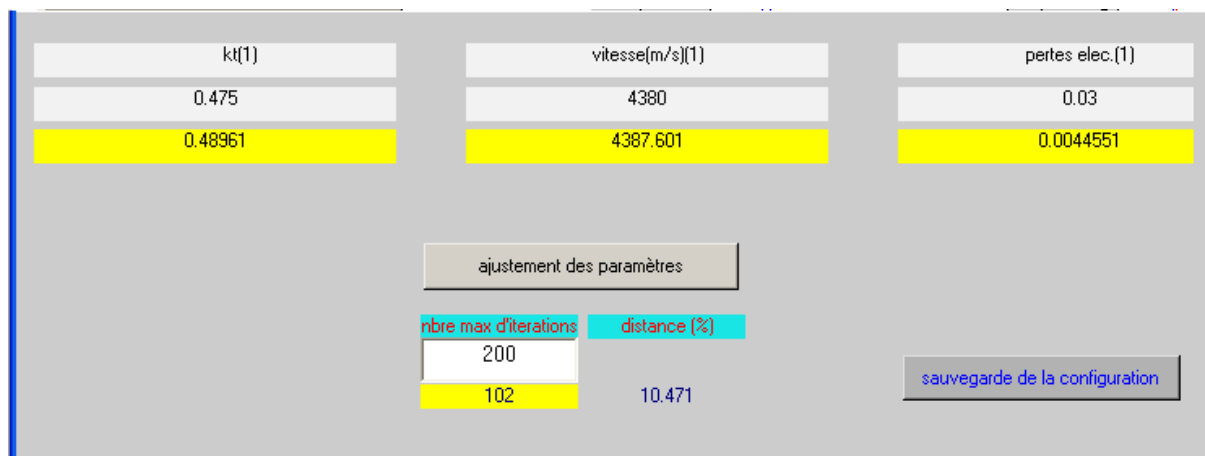 kt(1) vitesse(m/s)(1) pertes elec.(1)
0.475 4380 0.03
0.48961 4387.601 0.0044551
ajustement des paramètres
nbre max d'iterations distance (%)
200
102 10.471
sauvegarde de la configuration